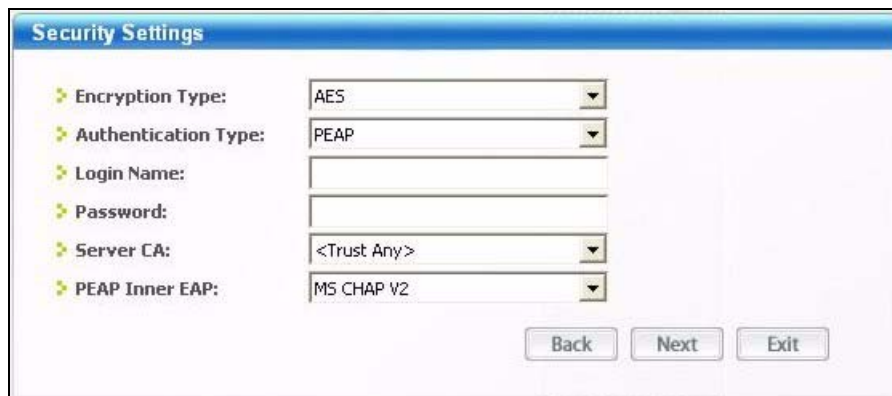 Security Settings
Encryption Type: AES
Authentication Type: PEAP
Login Name:
Password:
Server CA: <Trust Any>
PEAP Inner EAP: MS CHAP V2
Back Next Exit